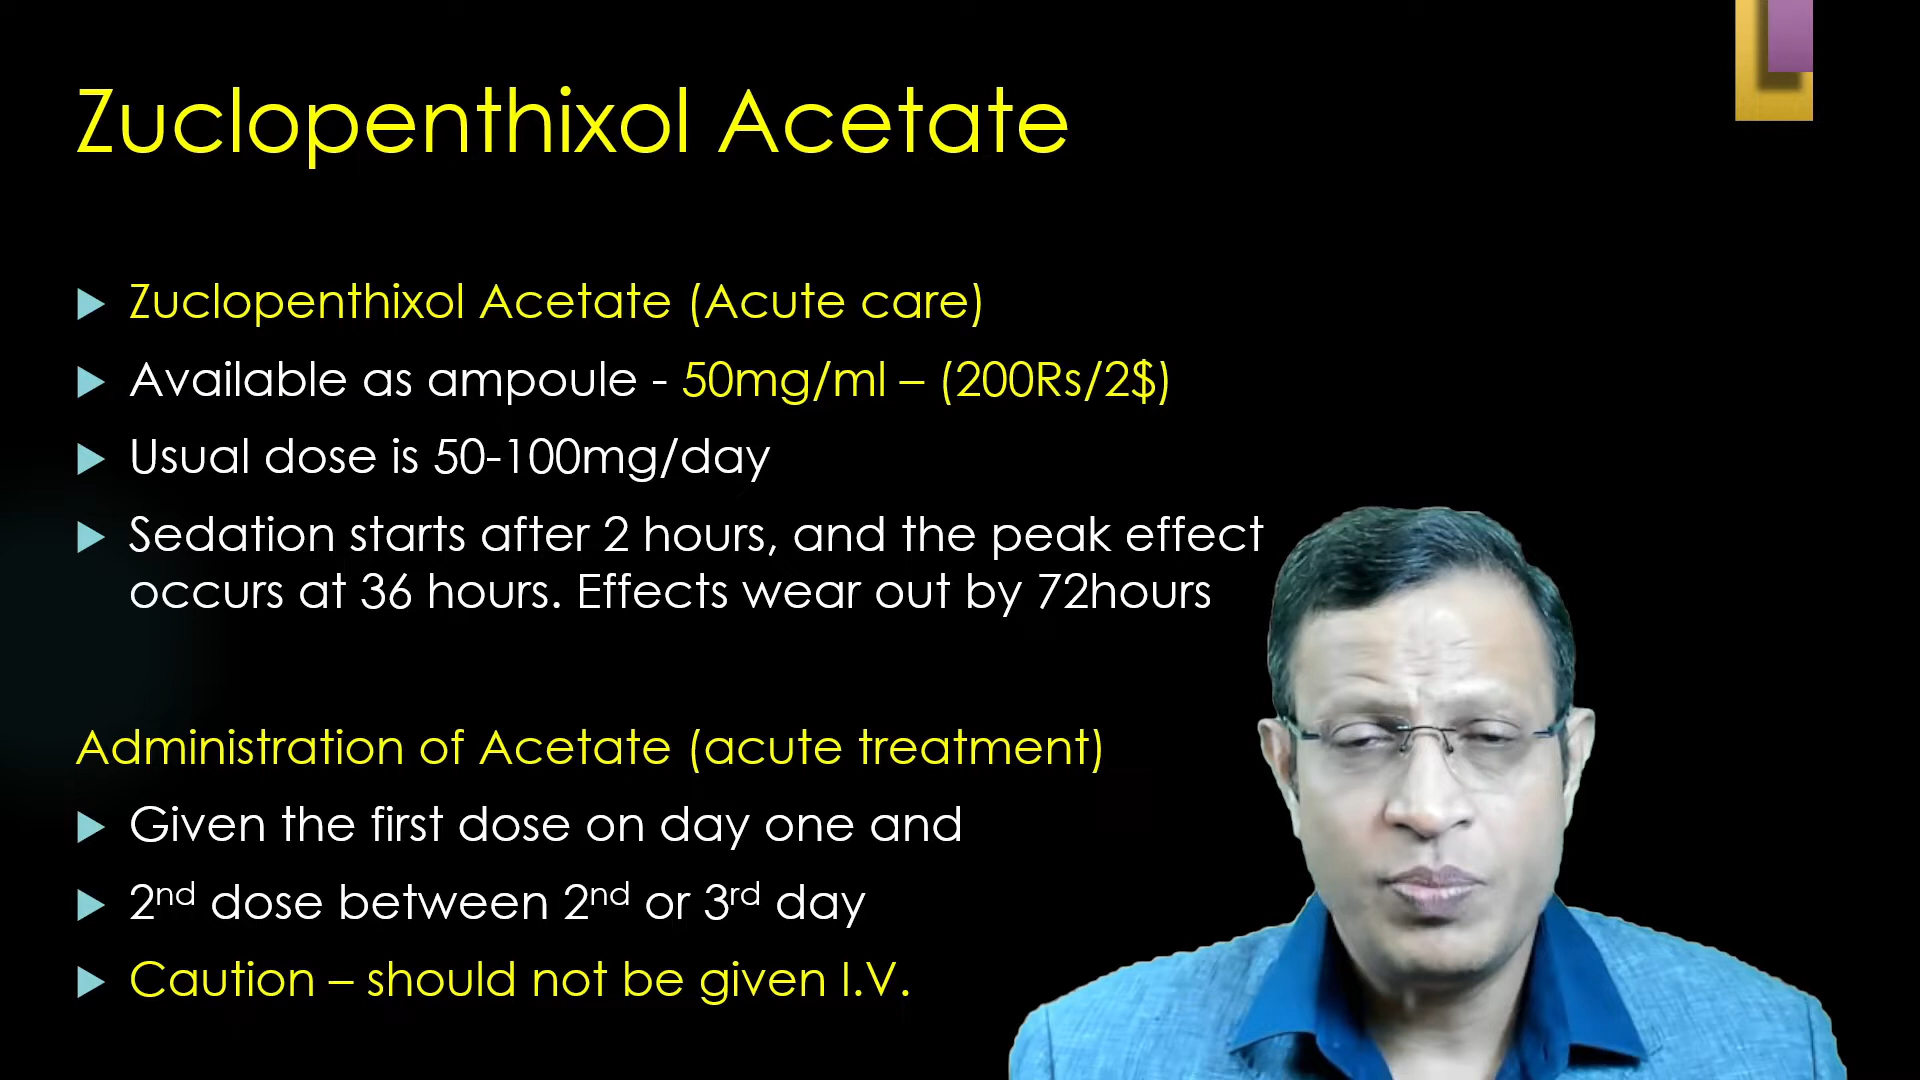 Zuclopenthixol Acetate
Zuclopenthixol Acetate (Acute care)
Available as ampoule - 50mg/ml – (200Rs/2$)
Usual dose is 50-100mg/day
Sedation starts after 2 hours, and the peak effect
occurs at 36 hours. Effects wear out by 72hours
Administration of Acetate (acute treatment)
Given the first dose on day one and
2nd dose between 2nd or 3rd day
Caution – should not be given I.V.